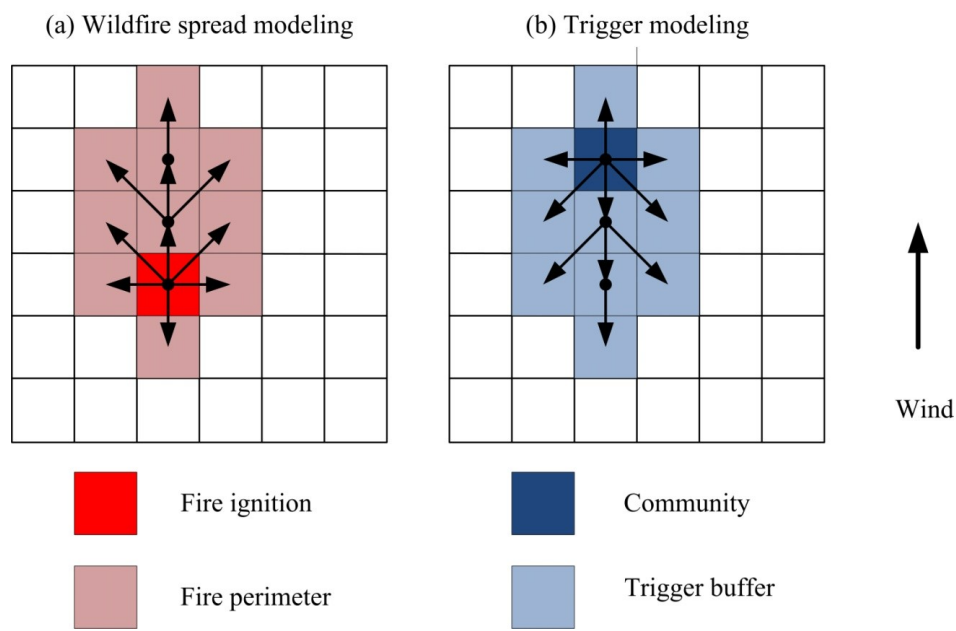 (a) Wildfire spread modeling
(b) Trigger modeling
Wind
Fire ignition
Community
Fire perimeter
Trigger buffer